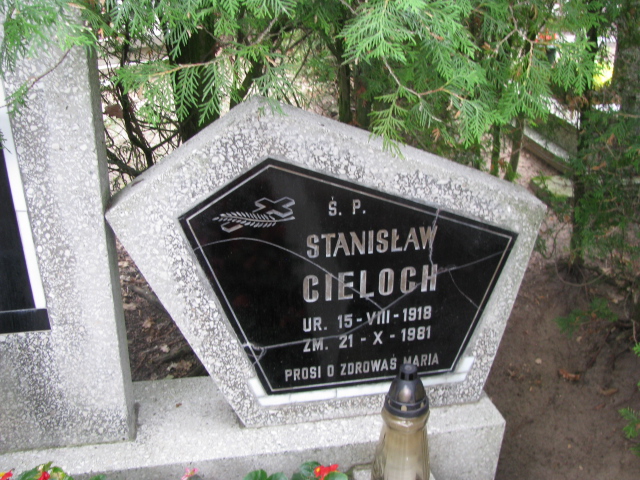 Ś. P.
STANISŁAW
CIELOCH
UR. 15-VIII-1918
ZM. 21-X-1981
PROSI O ZDROWAŚ MARIA